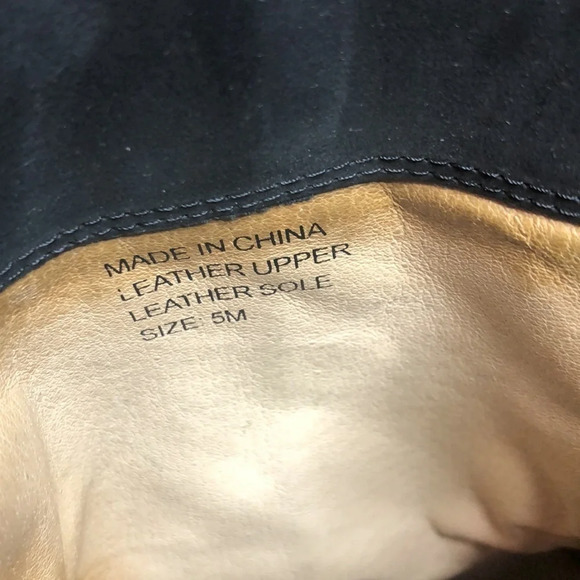 MADE IN CHINA
LEATHER UPPER
LEATHER SOLE
SIZE: 5M